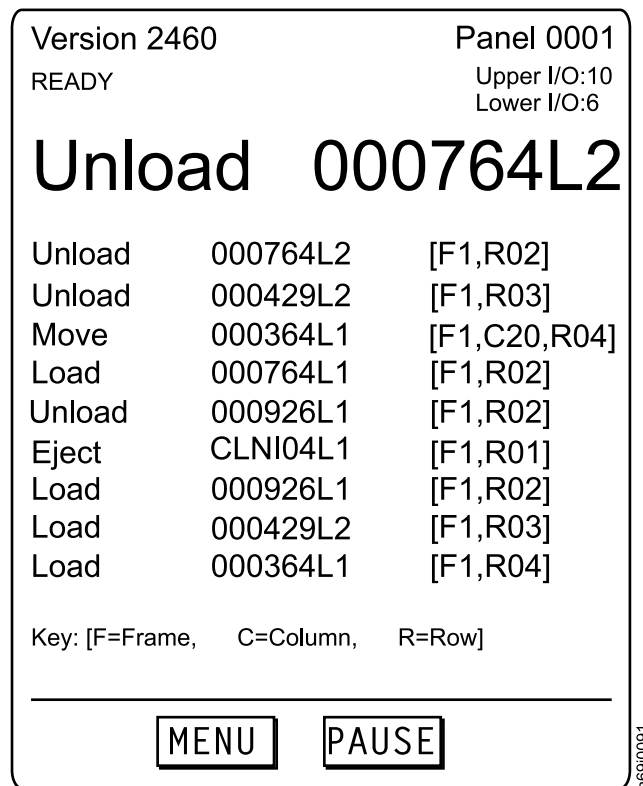 Version 2460 Panel 0001
READY Upper I/O:10
Lower I/O:6
Unload 000764L2
Unload 000764L2 [F1,R02]
Unload 000429L2 [F1,R03]
Move 000364L1 [F1,C20,R04]
Load 000764L1 [F1,R02]
Unload 000926L1 [F1,R02]
Eject CLNI04L1 [F1,R01]
Load 000926L1 [F1,R02]
Load 000429L2 [F1,R03]
Load 000364L1 [F1,R04]
Key: [F=Frame, C=Column, R=Row]
MENU PAUSE